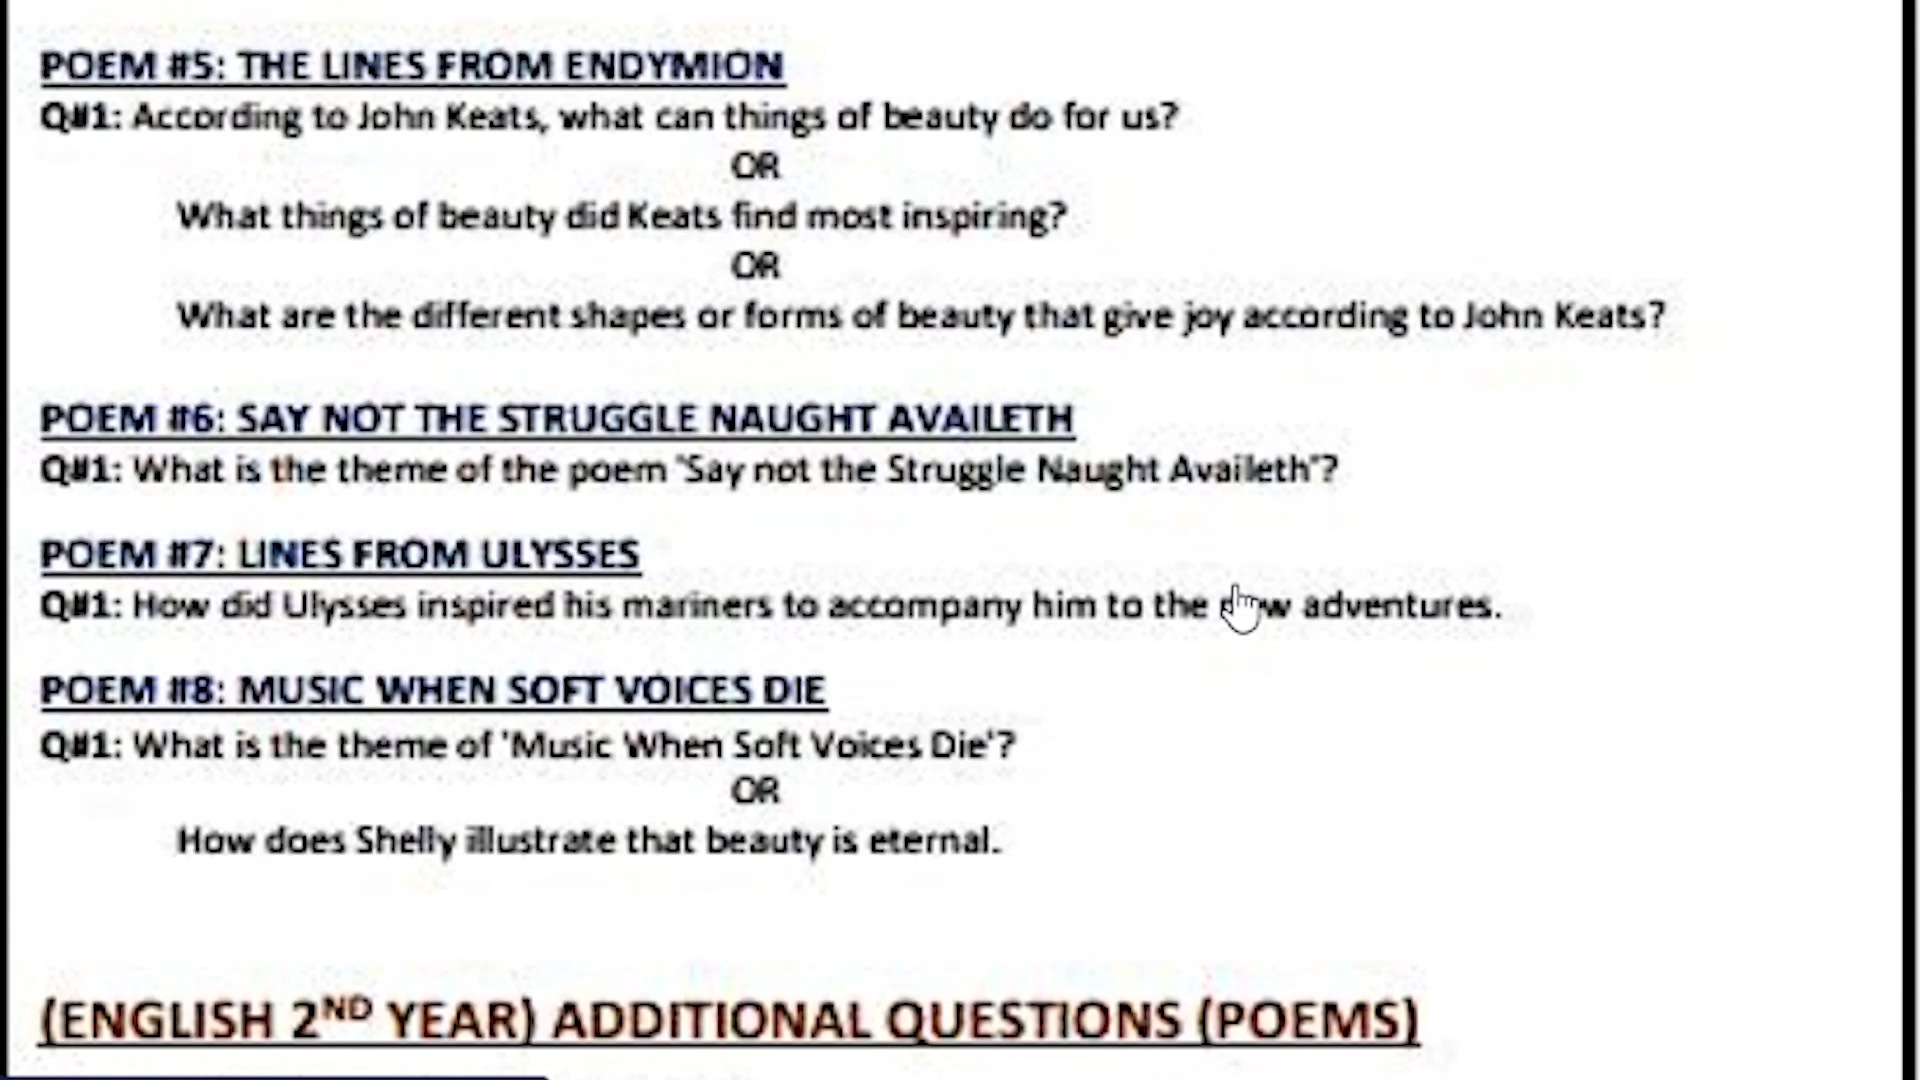 POEM #5: THE LINES FROM ENDYMION
Q#1: According to John Keats, what can things of beauty do for us?
OR
What things of beauty did Keats find most inspiring?
OR
What are the different shapes or forms of beauty that give joy according to John Keats?
POEM #6: SAY NOT THE STRUGGLE NAUGHT AVAILETH
Q#1: What is the theme of the poem 'Say not the Struggle Naught Availeth'?
POEM #7: LINES FROM ULYSSES
Q#1: How did Ulysses inspired his mariners to accompany him to the adventures.
POEM #8: MUSIC WHEN SOFT VOICES DIE
Q#1: What is the theme of 'Music When Soft Voices Die'?
OR
How does Shelly illustrate that beauty is eternal.
(ENGLISH 2ND YEAR) ADDITIONAL QUESTIONS (POEMS)